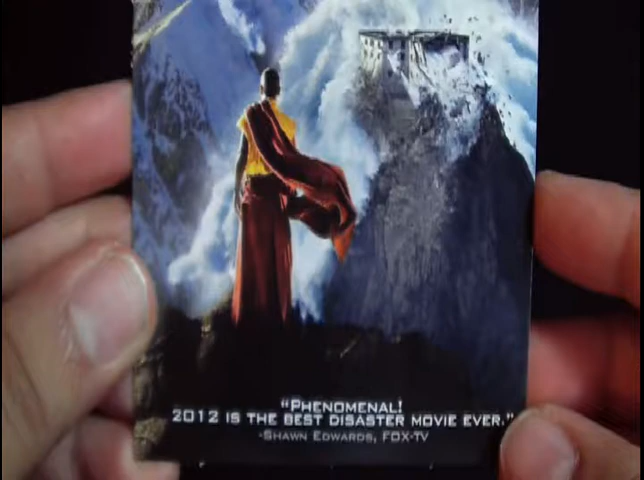 "Phenomenal!
2012 is the best disaster movie ever."
-Shawn Edwards, FOX-TV